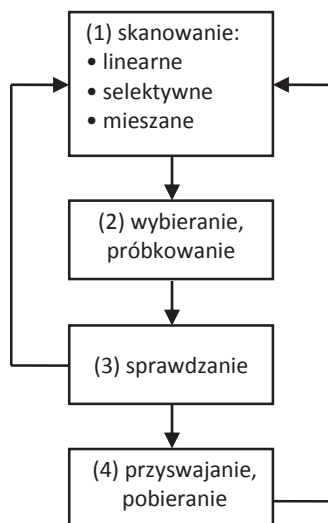 (1) skanowanie:
• linearne
• selektywne
• mieszane
(2) wybieranie,
próbkowanie
(3) sprawdzanie
(4) przyswajanie,
pobieranie